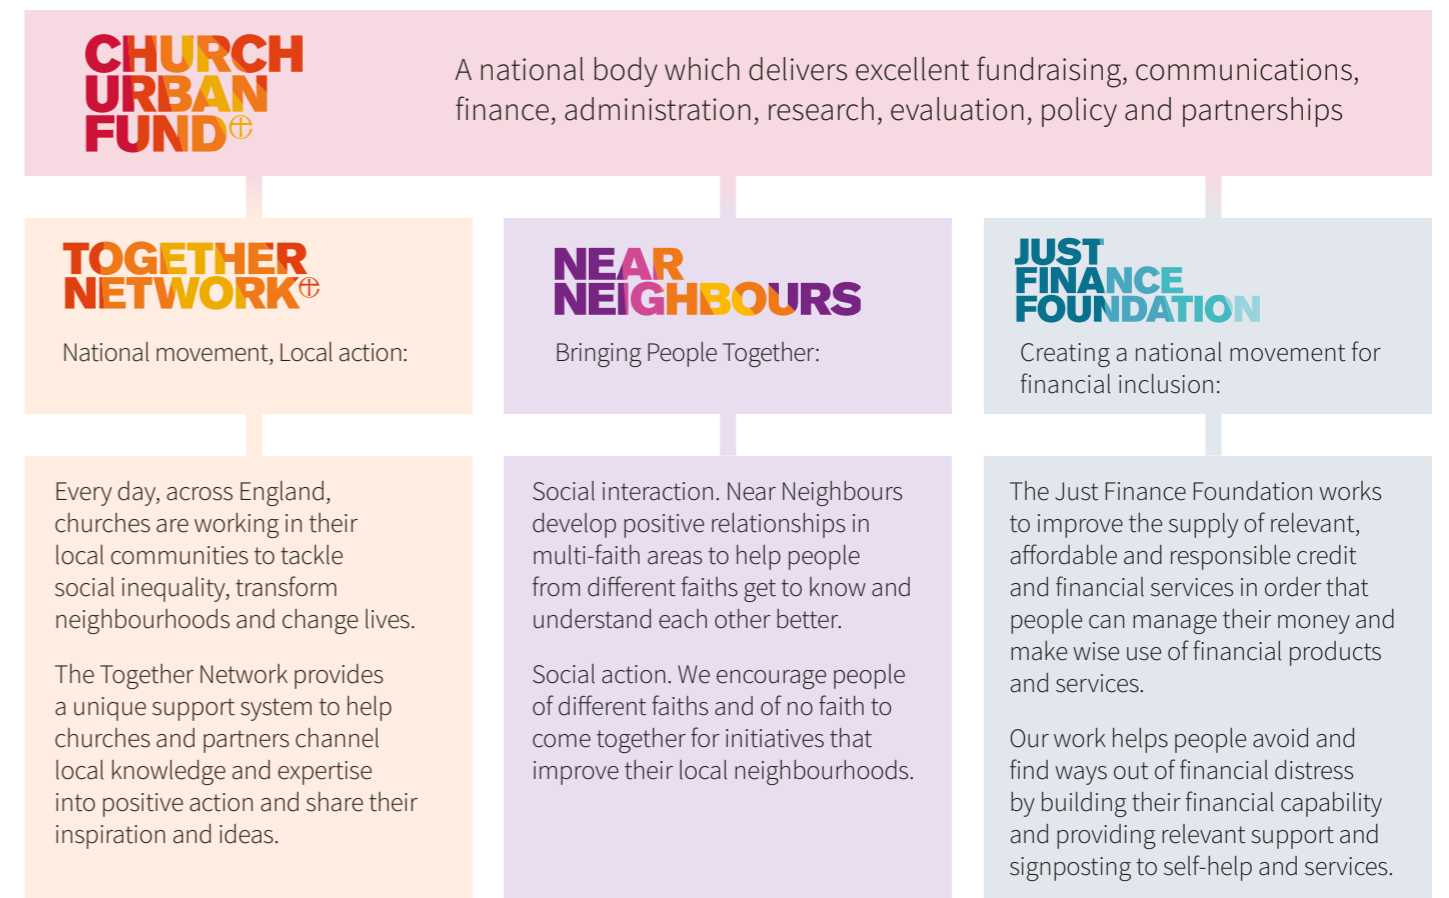 CHURCH
URBAN
FUND
A national body which delivers excellent fundraising, communications,
finance, administration, research, evaluation, policy and partnerships
TOGETHER
NETWORK
National movement, Local action:
Every day, across England,
churches are working in their
local communities to tackle
social inequality, transform
neighbourhoods and change lives.
The Together Network provides
a unique support system to help
churches and partners channel
local knowledge and expertise
into positive action and share their
inspiration and ideas.
NEAR
NEIGHBOURS
Bringing People Together:
Social interaction. Near Neighbours
develop positive relationships in
multi-faith areas to help people
from different faiths get to know and
understand each other better.
Social action. We encourage people
of different faiths and of no faith to
come together for initiatives that
improve their local neighbourhoods.
JUST
FINANCE
FOUNDATION
Creating a national movement for
financial inclusion:
The Just Finance Foundation works
to improve the supply of relevant,
affordable and responsible credit
and financial services in order that
people can manage their money and
make wise use of financial products
and services.
Our work helps people avoid and
find ways out of financial distress
by building their financial capability
and providing relevant support and
signposting to self-help and services.